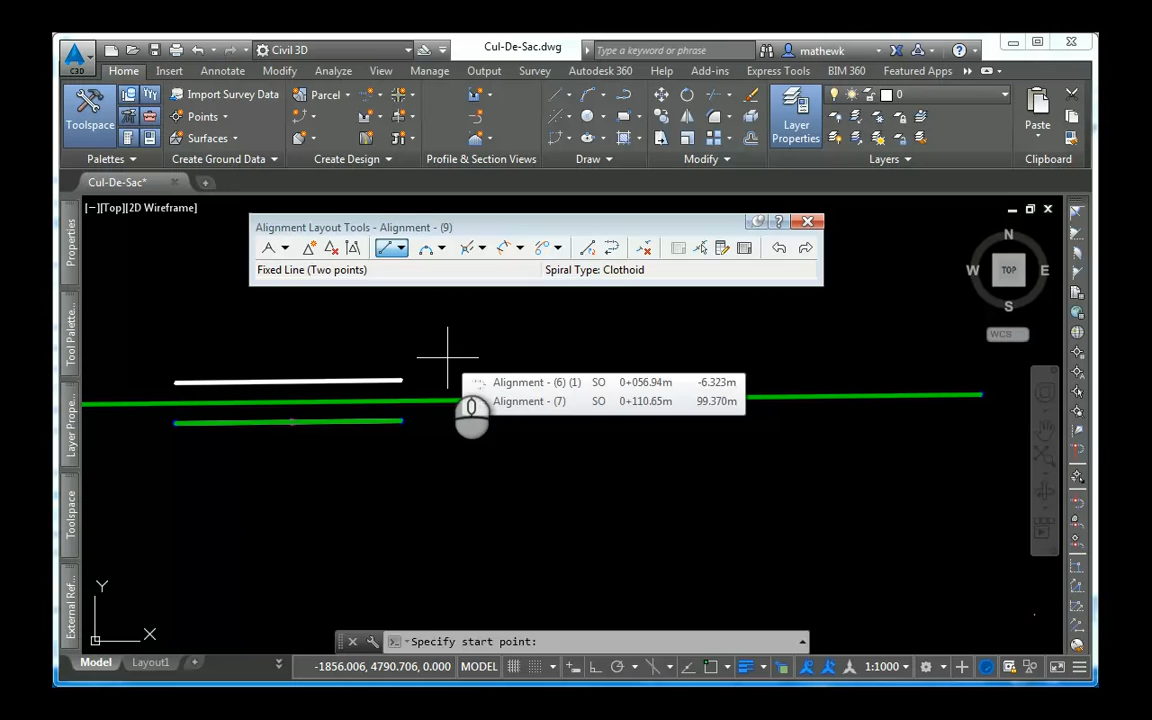 Civil 3D
Cul-De-Sac.dwg
Type a keyword or phrase
mathewk
C3D
Home Insert Annotate Modify Analyze View Manage Output Survey Autodesk 360 Help Add-ins Express Tools BIM 360 Featured Apps
Toolspace
Import Survey Data
Parcel
Points
Surfaces
Layer
Properties
0
Paste
Palettes
Create Ground Data
Create Design
Profile & Section Views
Draw
Modify
Layers
Clipboard
Cul-De-Sac*
[−][Top][2D Wireframe]
Properties
Tool Palette...
Layer Prope...
Toolspace
External Ref...
Alignment Layout Tools - Alignment - (9)
Fixed Line (Two points)
Spiral Type: Clothoid
N
W
TOP
E
S
WCS
Alignment - (6) (1) SO 0+056.94m -6.323m
Alignment - (7) SO 0+110.65m 99.370m
Y
X
Specify start point:
Model
Layout1
-1856.006, 4790.706, 0.000
MODEL
1:1000